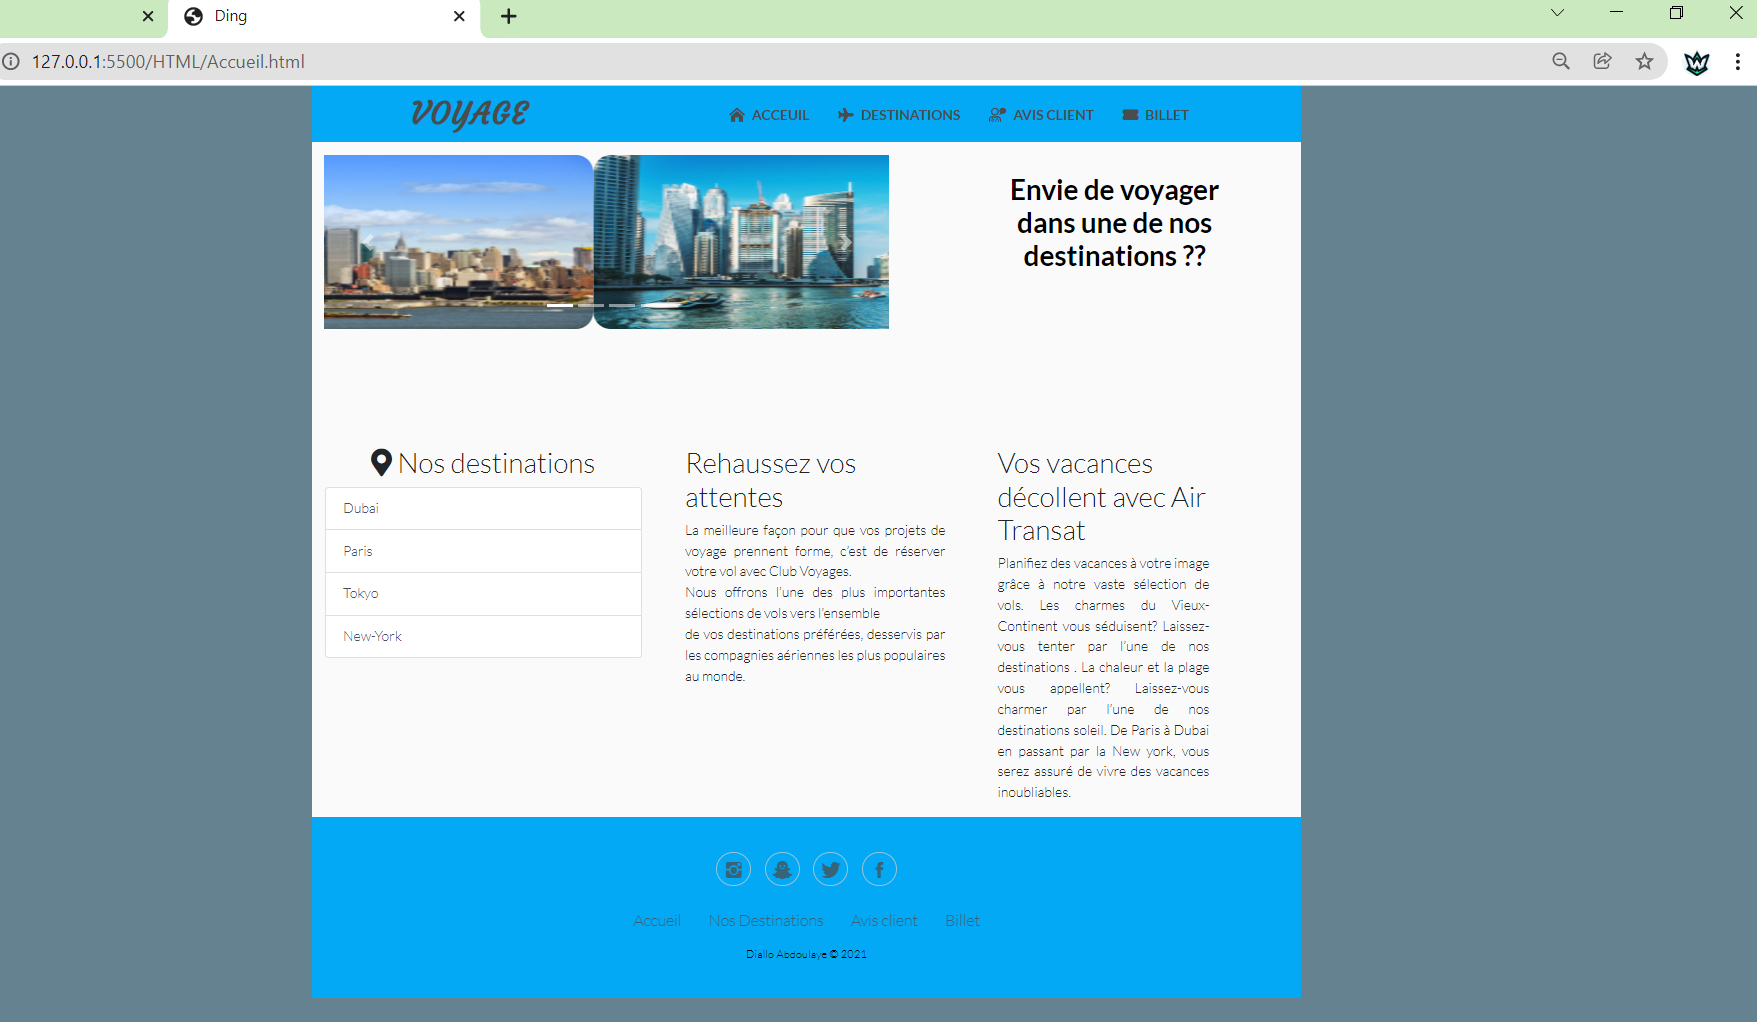 Ding
127.0.0.1:5500/HTML/Accueil.html
VOYAGE
ACCEUIL
DESTINATIONS
AVIS CLIENT
BILLET
Envie de voyager
dans une de nos
destinations ??
Nos destinations
Dubai
Paris
Tokyo
New-York
Rehaussez vos
attentes
La meilleure façon pour que vos projets de
voyage prennent forme, c'est de réserver
votre vol avec Club Voyages.
Nous offrons l'une des plus importantes
sélections de vols vers l'ensemble
de vos destinations préférées, desservis par
les compagnies aériennes les plus populaires
au monde.
Vos vacances
décollent avec Air
Transat
Planifiez des vacances à votre image
grâce à notre vaste sélection de
vols. Les charmes du Vieux-
Continent vous séduisent? Laissez-
vous tenter par l'une de nos
destinations . La chaleur et la plage
vous appellent? Laissez-vous
charmer par l'une de nos
destinations soleil. De Paris à Dubai
en passant par la New york, vous
serez assuré de vivre des vacances
inoubliables.
Accueil
Nos Destinations
Avis client
Billet
Diallo Abdoulaye © 2021